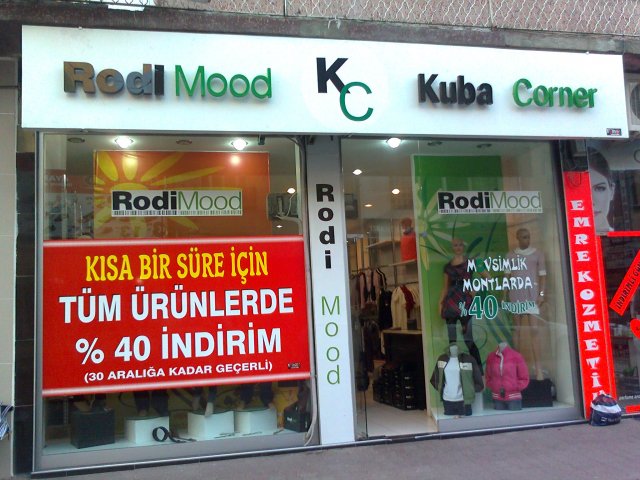 Rodi Mood
KC
Kuba Corner
RodiMood
KISA BİR SÜRE İÇİN
TÜM ÜRÜNLERDE
% 40 İNDİRİM
(30 ARALIĞA KADAR GEÇERLİ)
Rodi Mood
RodiMood
MEVSİMLİK
MONTLARDA
%40 İNDİRİM
EMRE KOZMETİK